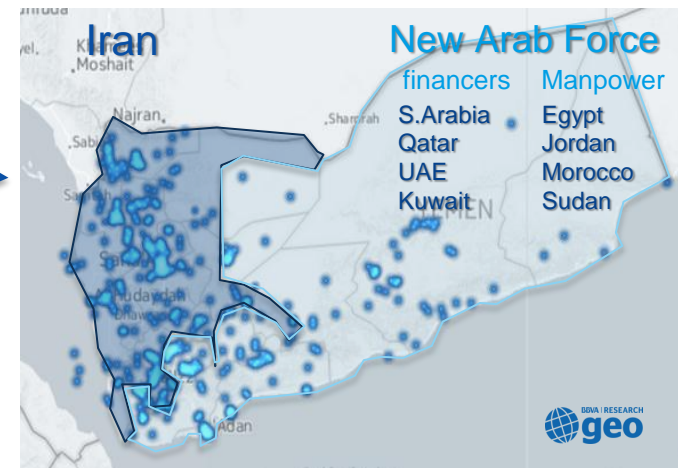 Iran
New Arab Force
financers Manpower
S.Arabia Egypt
Qatar Jordan
UAE Morocco
Kuwait Sudan
Moshait
Najran
YEMEN
Hudaydah
Adan
BBVA RESEARCH
geo